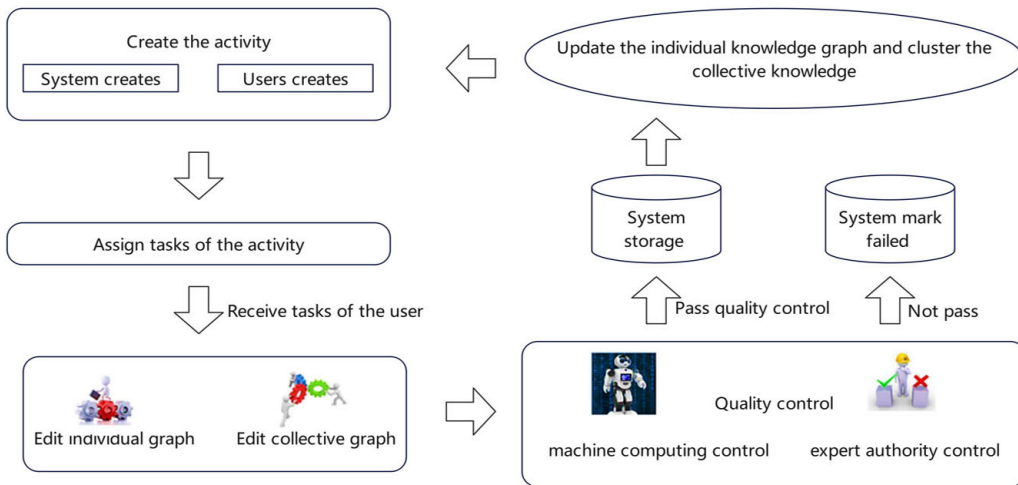 Create the activity
System creates
Users creates
Assign tasks of the activity
Receive tasks of the user
Edit individual graph
Edit collective graph
Update the individual knowledge graph and cluster the
collective knowledge
System
storage
System mark
failed
Pass quality control
Not pass
Quality control
machine computing control
expert authority control